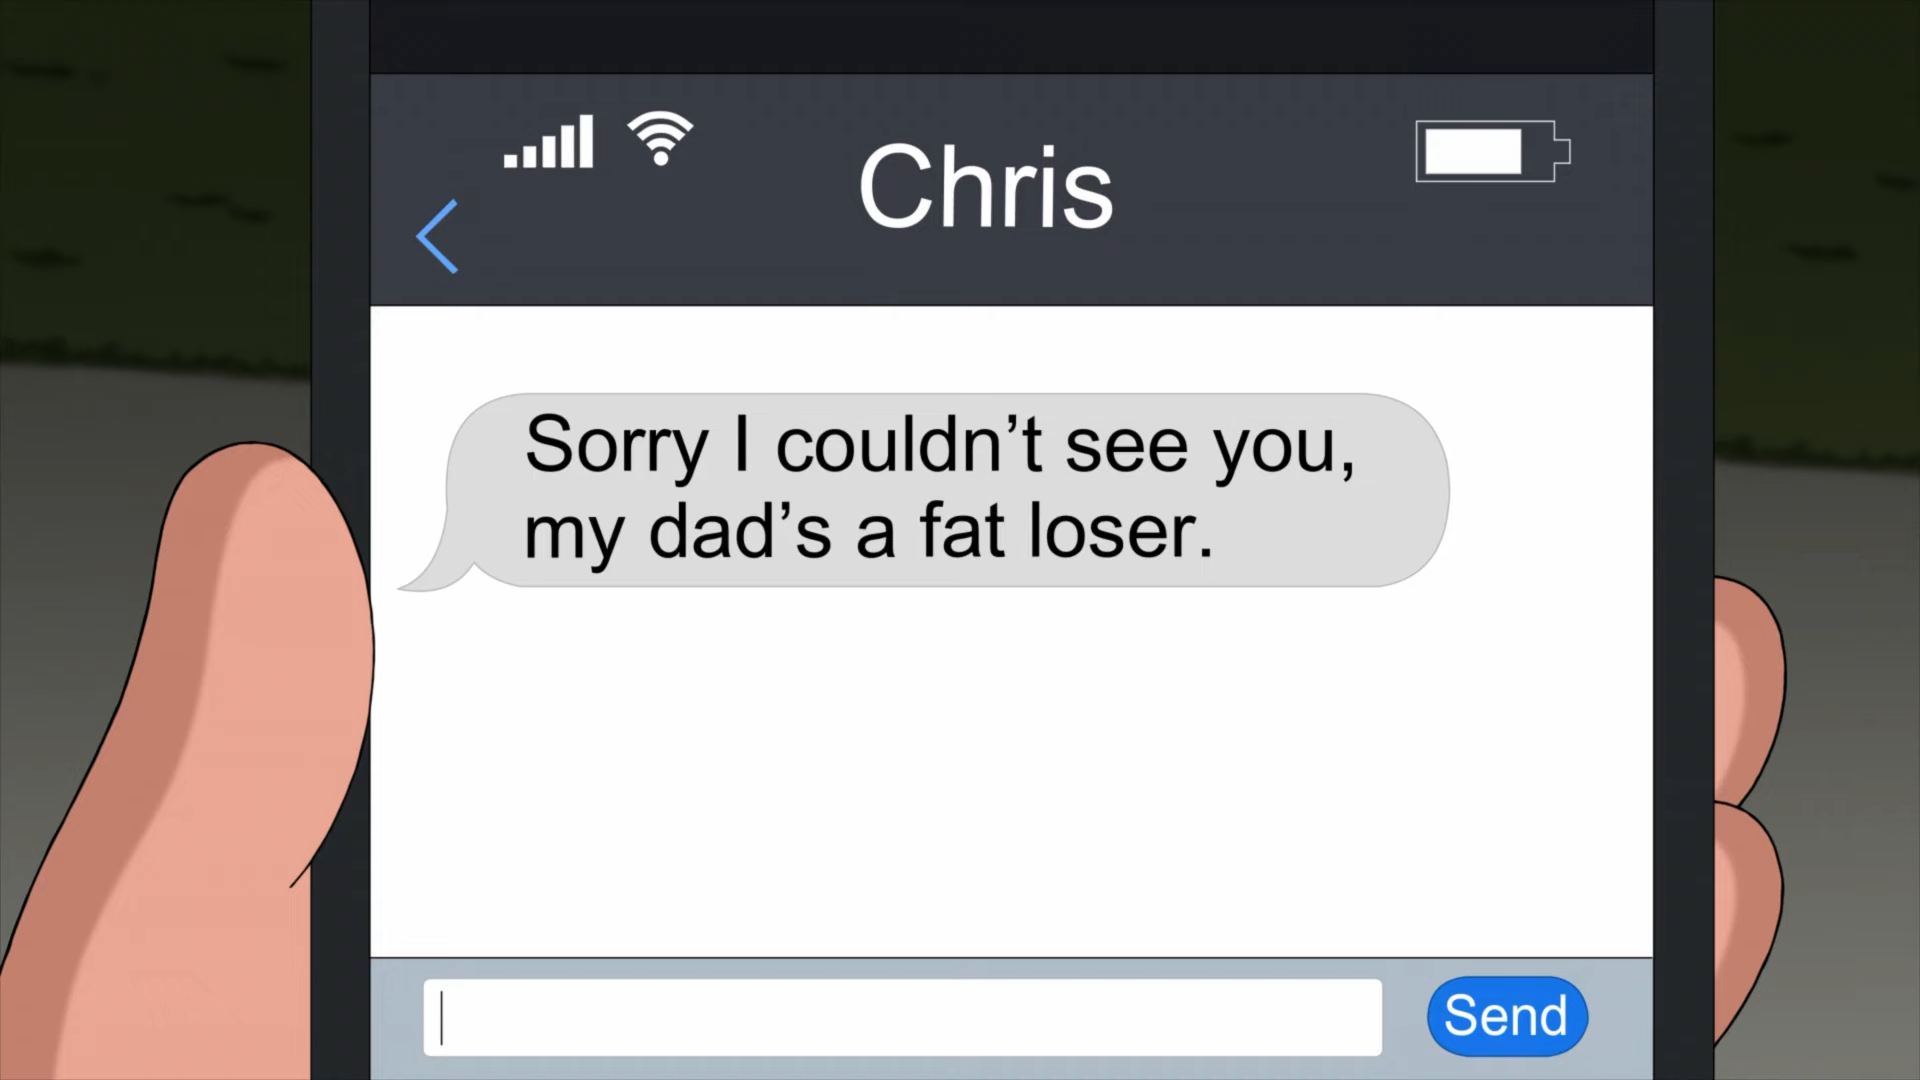 Chris
Sorry I couldn’t see you,
my dad’s a fat loser.
Send